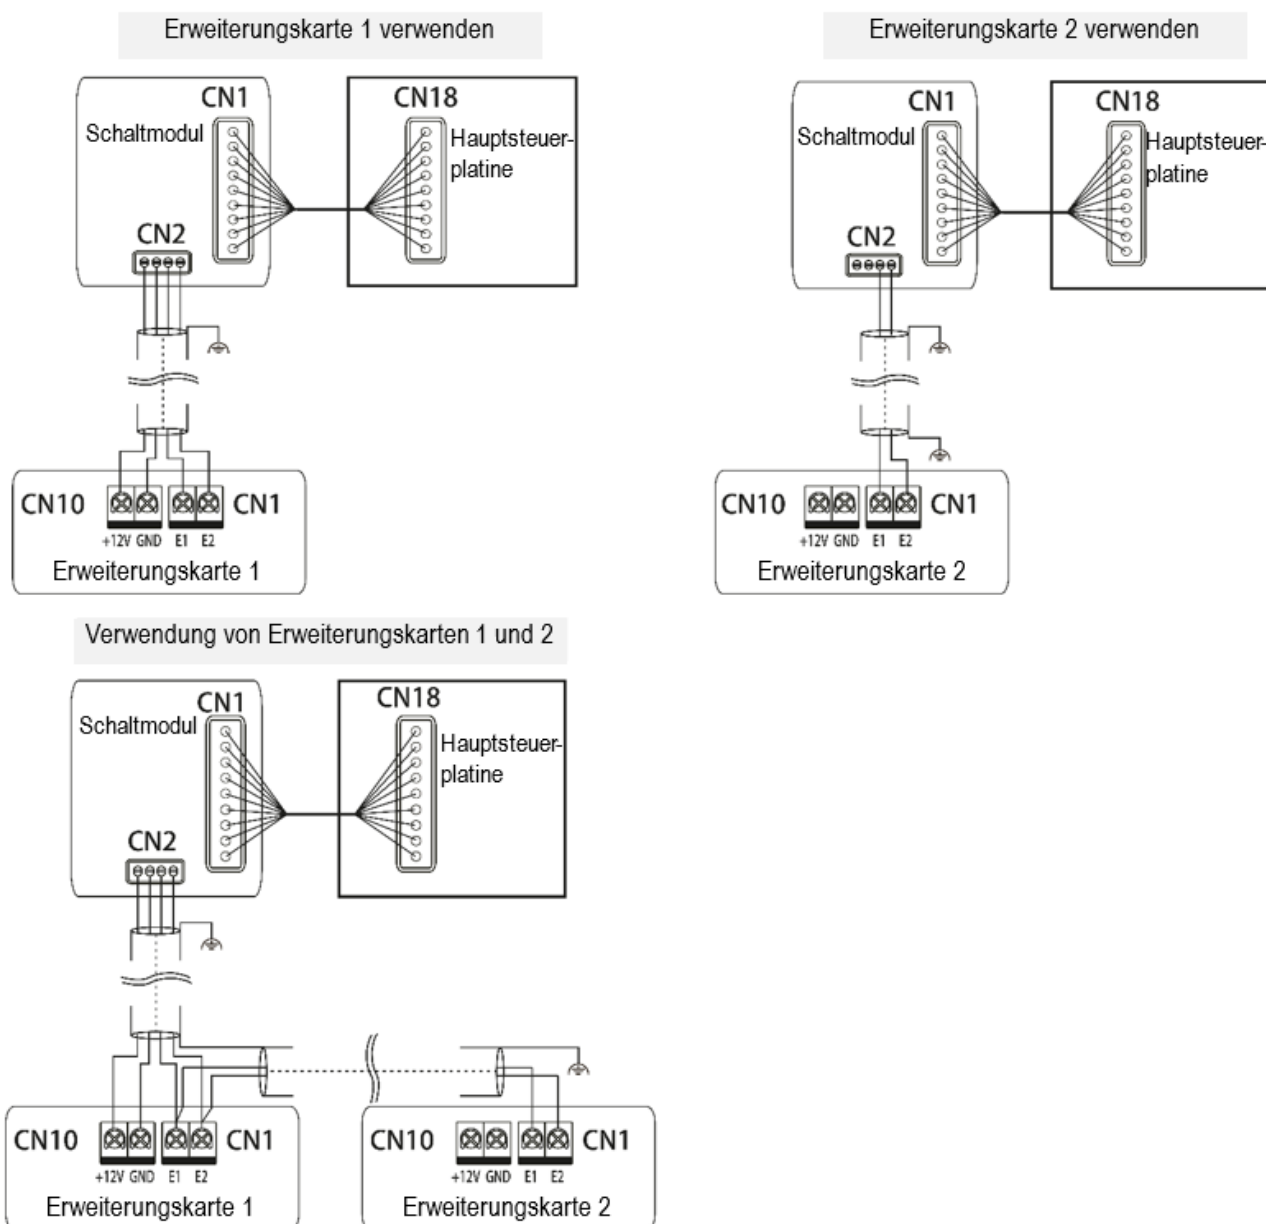 Erweiterungskarte 1 verwenden
CN1
CN18
Schaltmodul
Hauptsteuer-
platine
CN2
CN10
CN1
+12V GND E1 E2
Erweiterungskarte 1
Erweiterungskarte 2 verwenden
CN1
CN18
Schaltmodul
Hauptsteuer-
platine
CN2
CN10
CN1
+12V GND E1 E2
Erweiterungskarte 2
Verwendung von Erweiterungskarten 1 und 2
CN1
CN18
Schaltmodul
Hauptsteuer-
platine
CN2
CN10
CN1
+12V GND E1 E2
Erweiterungskarte 1
CN10
CN1
+12V GND E1 E2
Erweiterungskarte 2